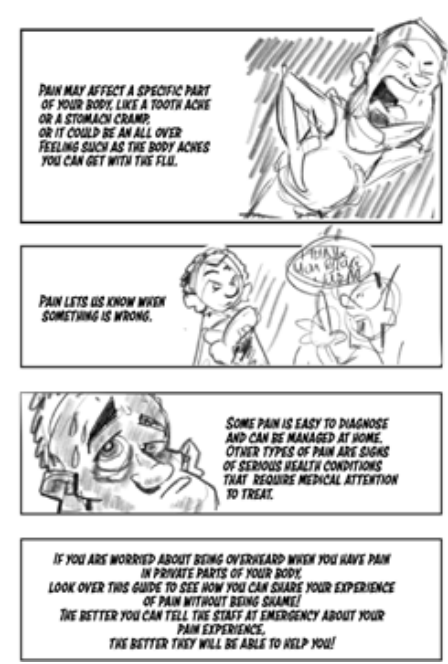 PAIN MAY AFFECT A SPECIFIC PART
OF YOUR BODY, LIKE A TOOTH ACHE
OR A STOMACH CRAMP,
OR IT COULD BE AN ALL OVER
FEELING SUCH AS THE BODY ACHES
YOU CAN GET WITH THE FLU.
PAIN LETS US KNOW WHEN
SOMETHING IS WRONG.
SOME PAIN IS EASY TO DIAGNOSE
AND CAN BE MANAGED AT HOME.
OTHER TYPES OF PAIN ARE SIGNS
OF SERIOUS HEALTH CONDITIONS
THAT REQUIRE MEDICAL ATTENTION
TO TREAT.
IF YOU ARE WORRIED ABOUT BEING OVERHEARD WHEN YOU HAVE PAIN
IN PRIVATE PARTS OF YOUR BODY,
LOOK OVER THIS GUIDE TO SEE HOW YOU CAN SHARE YOUR EXPERIENCE
OF PAIN WITHOUT BEING SHAME!
THE BETTER YOU CAN TELL THE STAFF AT EMERGENCY ABOUT YOUR
PAIN EXPERIENCE,
THE BETTER THEY WILL BE ABLE TO HELP YOU!